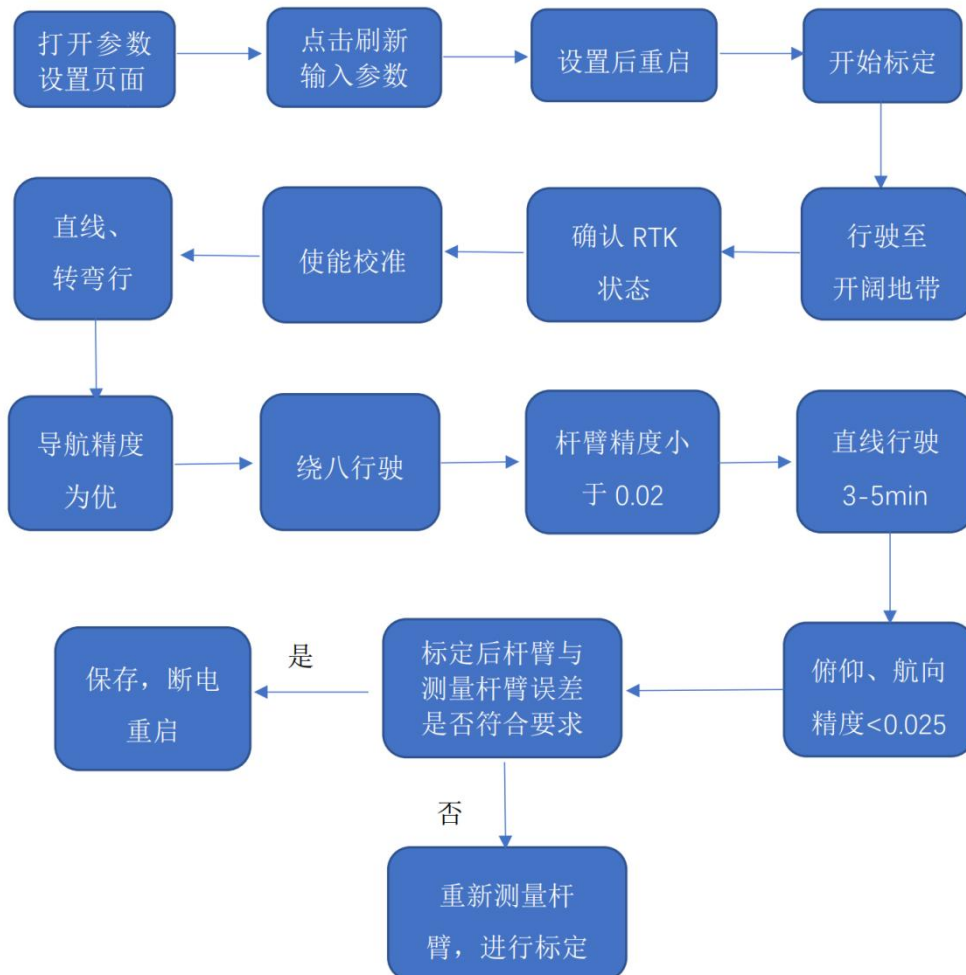 打开参数
设置页面
点击刷新
输入参数
设置后重启
开始标定
行驶至
开阔地带
确认 RTK
状态
使能校准
直线、
转弯行
导航精度
为优
绕八行驶
杆臂精度小
于 0.02
直线行驶
3-5min
俯仰、航向
精度<0.025
标定后杆臂与
测量杆臂误差
是否符合要求
是
保存，断电
重启
否
重新测量杆
臂，进行标定